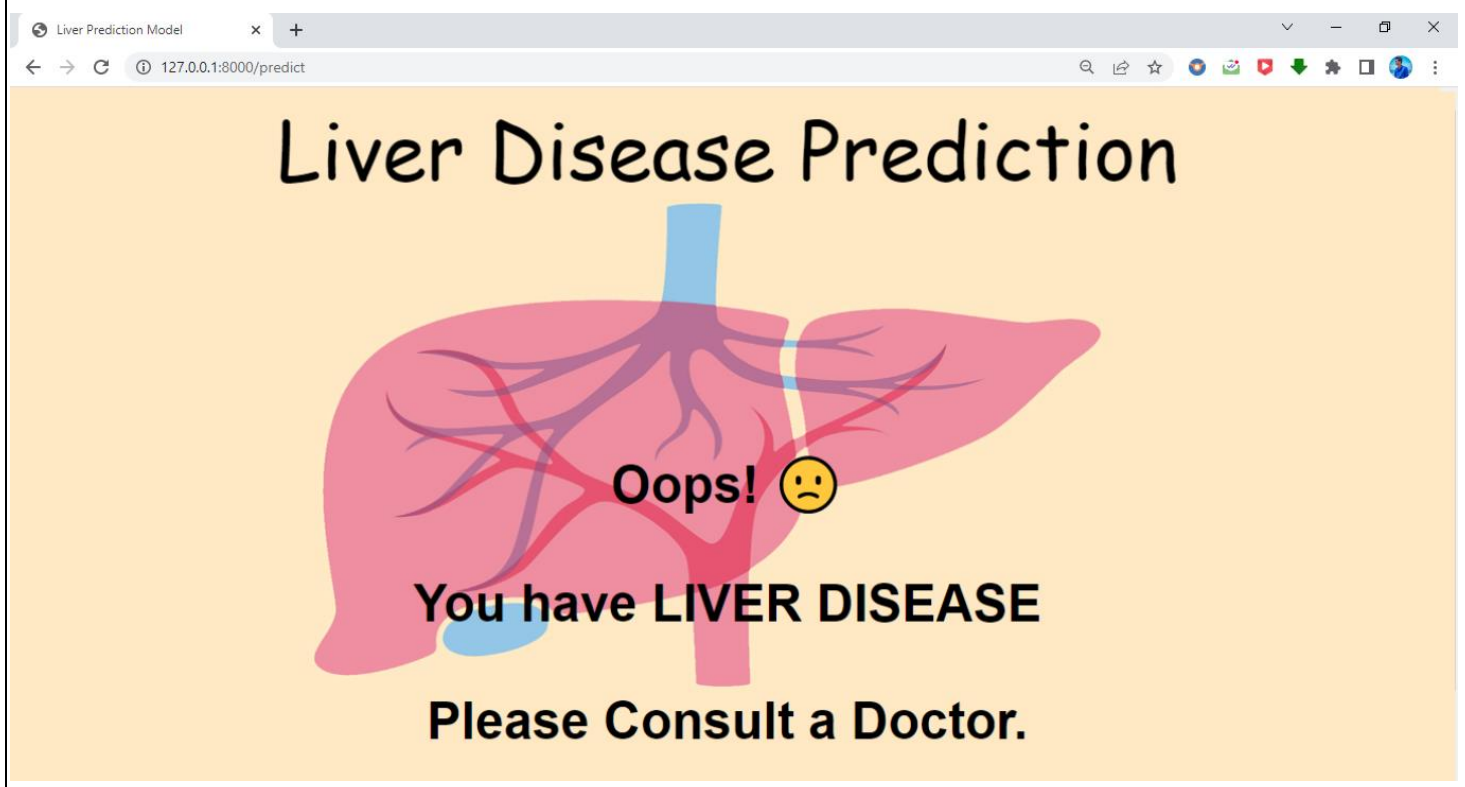 Liver Prediction Model
127.0.0.1:8000/predict
Liver Disease Prediction
Oops!
You have LIVER DISEASE
Please Consult a Doctor.